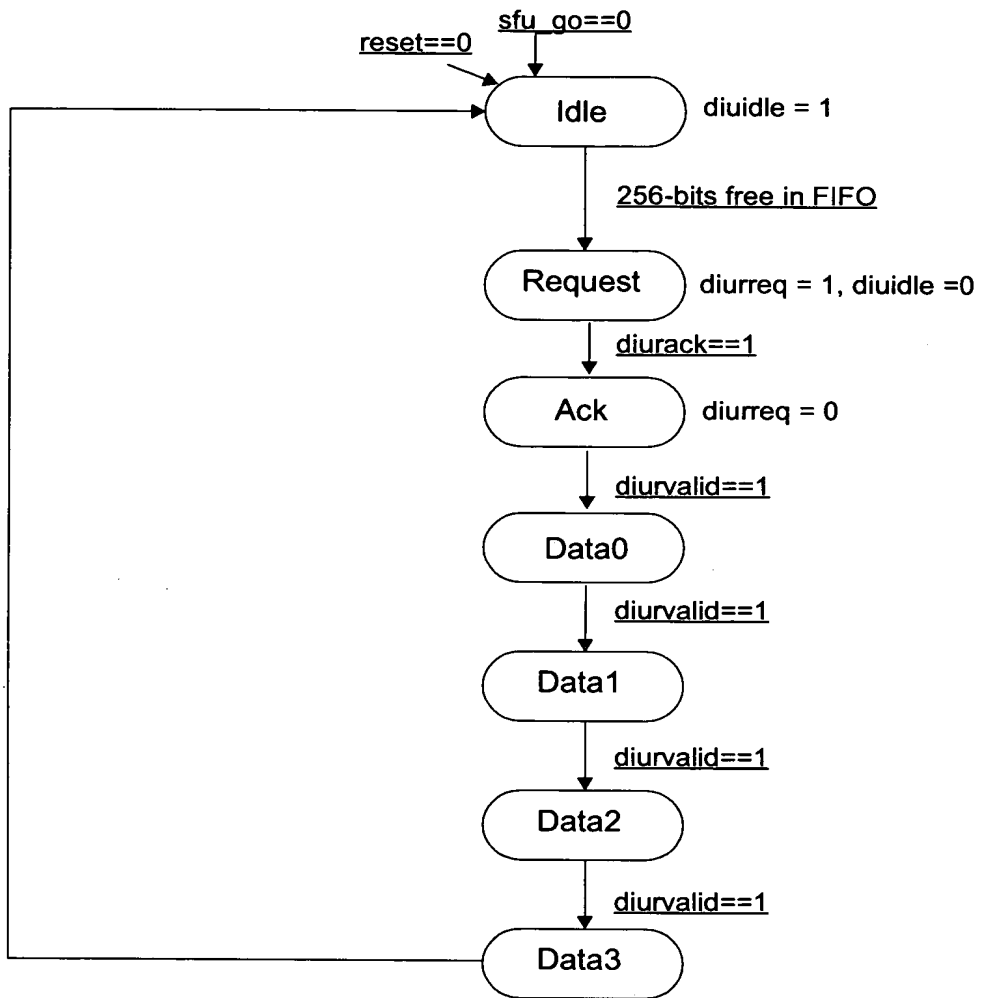 sfu_go==0
reset==0
Idle
diuidle = 1
256-bits free in FIFO
Request
diurreq = 1, diuidle =0
diurack==1
Ack
diurreq = 0
diurvalid==1
Data0
diurvalid==1
Data1
diurvalid==1
Data2
diurvalid==1
Data3